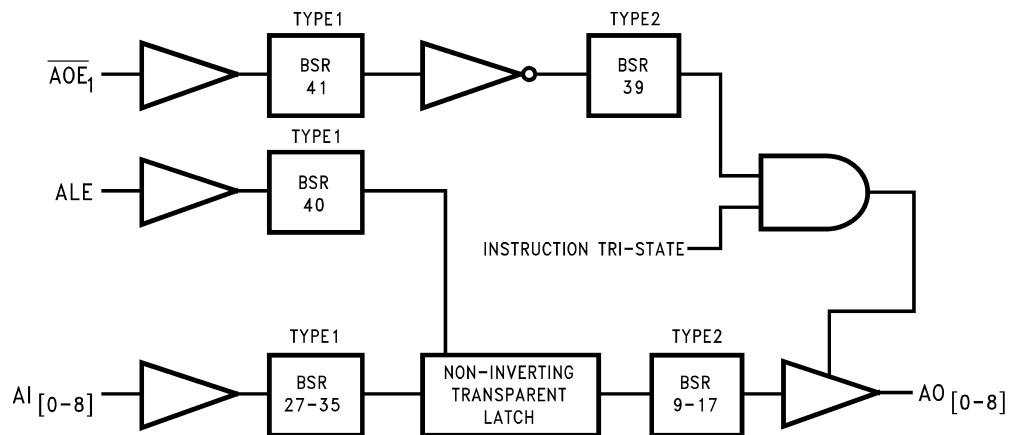 TYPE1
TYPE2
AOE1
BSR
41
BSR
39
TYPE1
ALE
BSR
40
INSTRUCTION TRI-STATE
TYPE1
TYPE2
AI [0-8]
BSR
27-35
NON-INVERTING
TRANSPARENT
LATCH
BSR
9-17
AO [0-8]